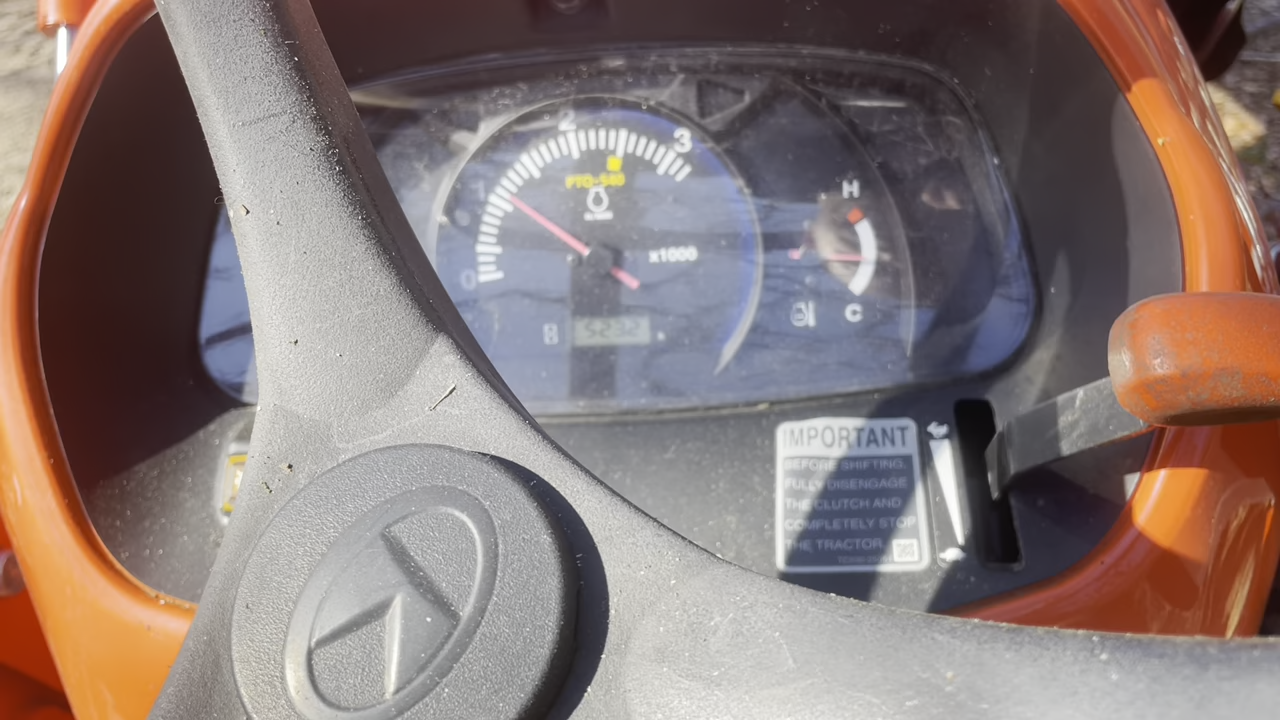 2
3
1
PTO-540
0
x1000
H
C
IMPORTANT
BEFORE SHIFTING.
FULLY DISENGAGE
THE CLUTCH AND
COMPLETELY STOP
THE TRACTOR.